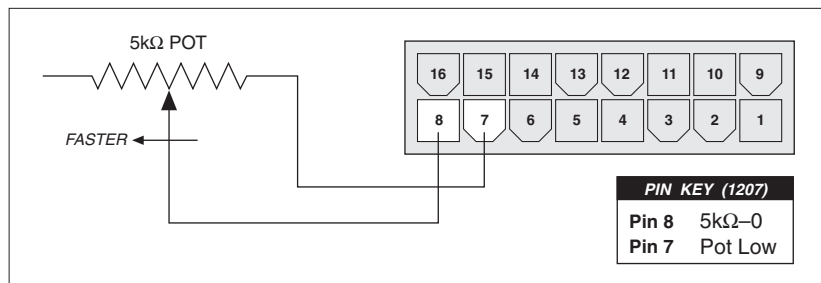 5kΩ POT
FASTER
16 15 14 13 12 11 10 9
8 7 6 5 4 3 2 1
PIN KEY (1207)
Pin 8 5kΩ–0
Pin 7 Pot Low